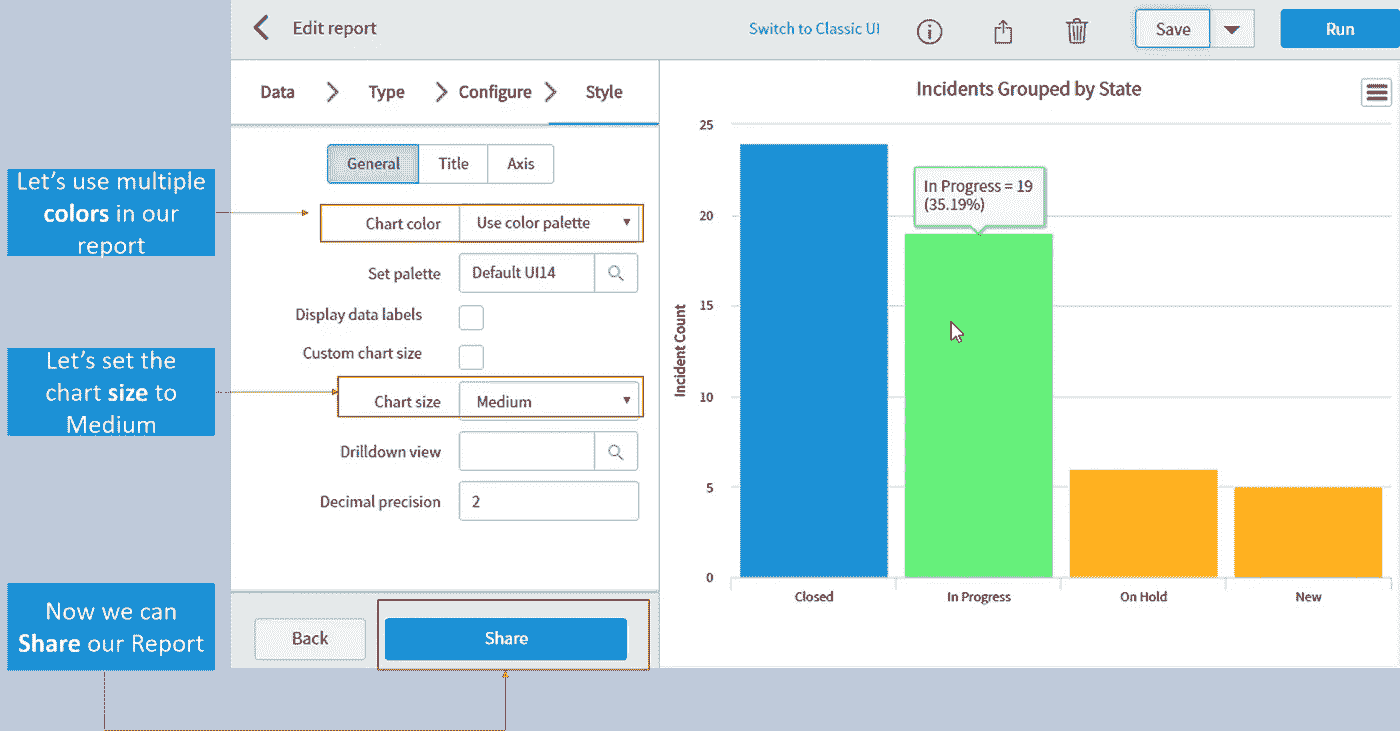 Edit report
Switch to Classic UI
Save
Run
Data
Type
Configure
Style
General
Title
Axis
Let's use multiple
colors in our
report
Chart color
Use color palette
Set palette
Default UI14
Display data labels
Custom chart size
Let's set the
chart size to
Medium
Chart size
Medium
Drilldown view
Decimal precision
2
Now we can
Share our Report
Back
Share
Incidents Grouped by State
25
20
15
10
5
0
Incident Count
In Progress = 19
(35.19%)
Closed
In Progress
On Hold
New